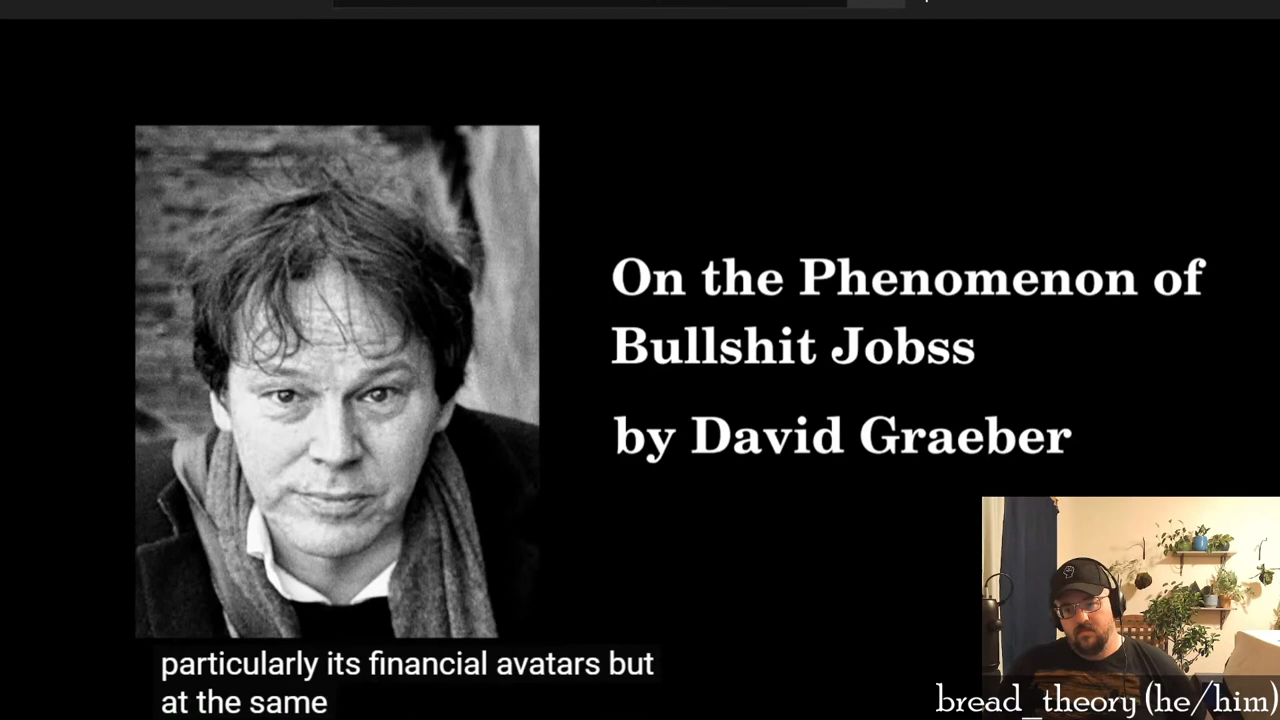 On the Phenomenon of
Bullshit Jobss
by David Graeber
particularly its financial avatars but
at the same
bread_theory (he/him)